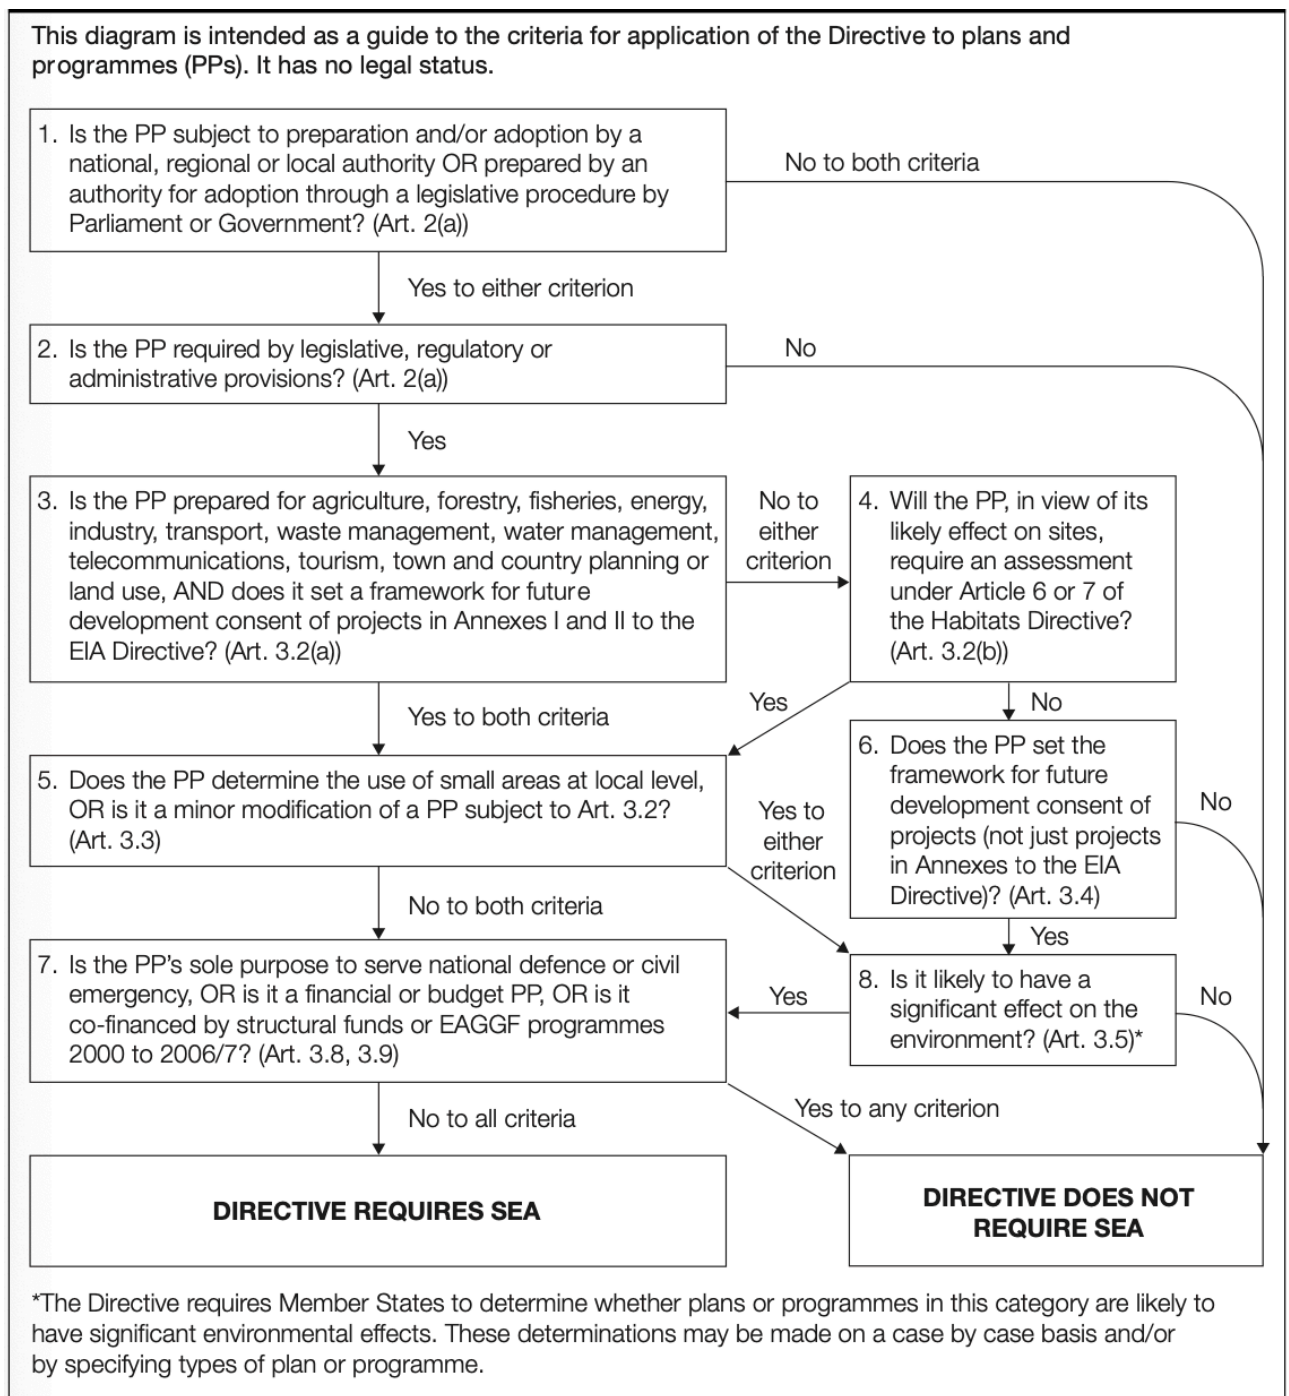 This diagram is intended as a guide to the criteria for application of the Directive to plans and
programmes (PPs). It has no legal status.
1. Is the PP subject to preparation and/or adoption by a
national, regional or local authority OR prepared by an
authority for adoption through a legislative procedure by
Parliament or Government? (Art. 2(a))
No to both criteria
Yes to either criterion
2. Is the PP required by legislative, regulatory or
administrative provisions? (Art. 2(a))
No
Yes
3. Is the PP prepared for agriculture, forestry, fisheries, energy,
industry, transport, waste management, water management,
telecommunications, tourism, town and country planning or
land use, AND does it set a framework for future
development consent of projects in Annexes I and II to the
EIA Directive? (Art. 3.2(a))
No to
either
criterion
4. Will the PP, in view of its
likely effect on sites,
require an assessment
under Article 6 or 7 of
the Habitats Directive?
(Art. 3.2(b))
Yes to both criteria
Yes
No
5. Does the PP determine the use of small areas at local level,
OR is it a minor modification of a PP subject to Art. 3.2?
(Art. 3.3)
Yes to
either
criterion
6. Does the PP set the
framework for future
development consent of
projects (not just projects
in Annexes to the EIA
Directive)? (Art. 3.4)
No
No to both criteria
Yes
7. Is the PP's sole purpose to serve national defence or civil
emergency, OR is it a financial or budget PP, OR is it
co-financed by structural funds or EAGGF programmes
2000 to 2006/7? (Art. 3.8, 3.9)
Yes
8. Is it likely to have a
significant effect on the
environment? (Art. 3.5)*
No
No to all criteria
Yes to any criterion
DIRECTIVE REQUIRES SEA
DIRECTIVE DOES NOT
REQUIRE SEA
*The Directive requires Member States to determine whether plans or programmes in this category are likely to
have significant environmental effects. These determinations may be made on a case by case basis and/or
by specifying types of plan or programme.